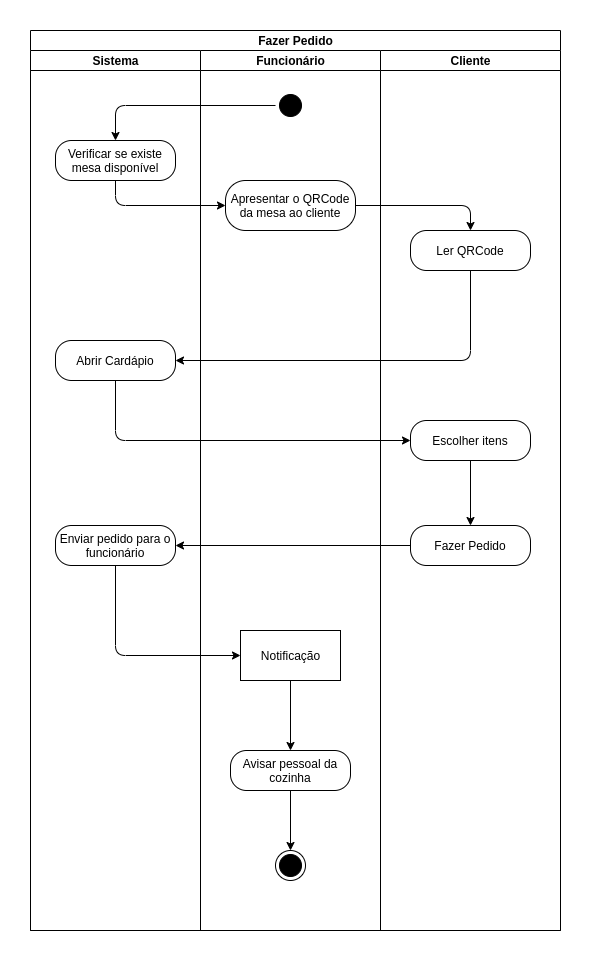 Fazer Pedido
Sistema
Funcionário
Cliente
Verificar se existe
mesa disponível
Apresentar o QRCode
da mesa ao cliente
Ler QRCode
Abrir Cardápio
Escolher itens
Enviar pedido para o
funcionário
Fazer Pedido
Notificação
Avisar pessoal da
cozinha